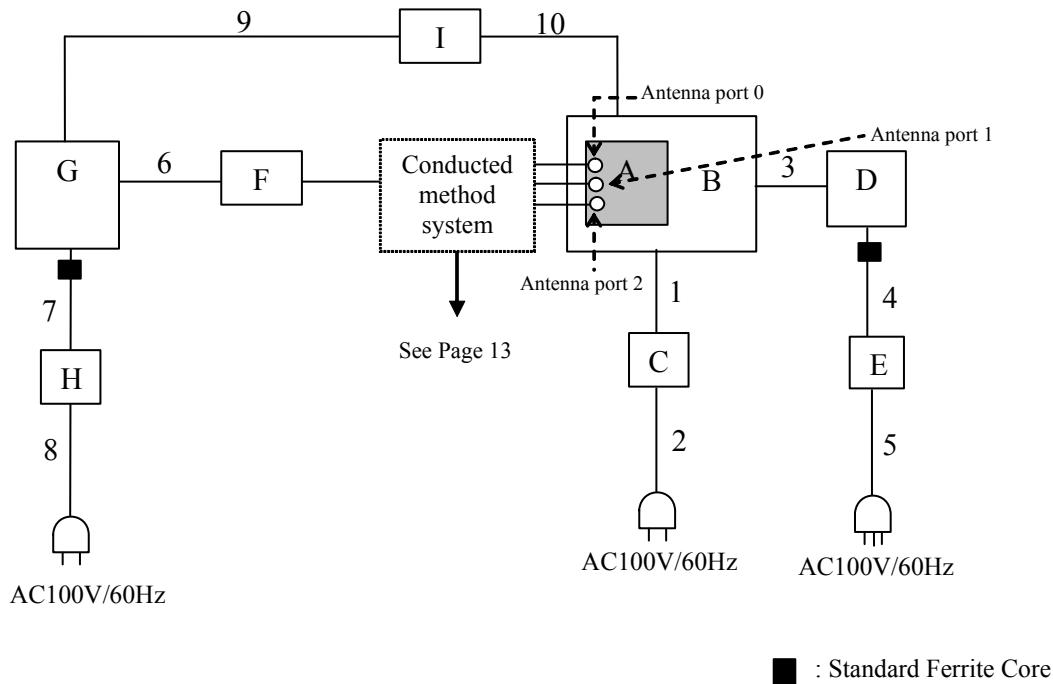 9
I
10
Antenna port 0
Antenna port 1
G
6
F
Conducted
method
system
A
B
3
D
Antenna port 2
7
1
4
See Page 13
H
C
E
8
2
5
AC100V/60Hz
AC100V/60Hz
AC100V/60Hz
: Standard Ferrite Core